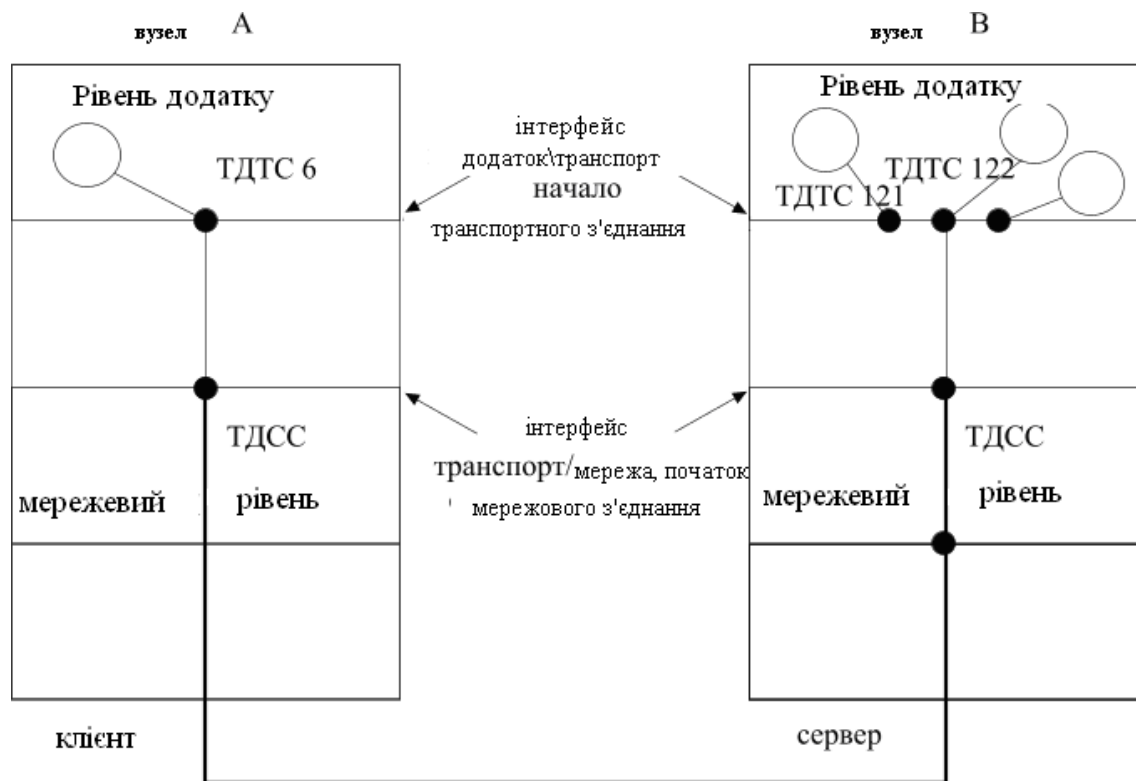 вузел А
вузел В
Рівень додатку
ТДТС 6
інтерфейс
додаток\транспорт
начало
транспортного з'єднання
Рівень додатку
ТДТС 122
ТДТС 121
ТДСС
мережевий рівень
інтерфейс
транспорт/мережа, початок
мережового з'єднання
ТДСС
мережевий рівень
клієнт
сервер